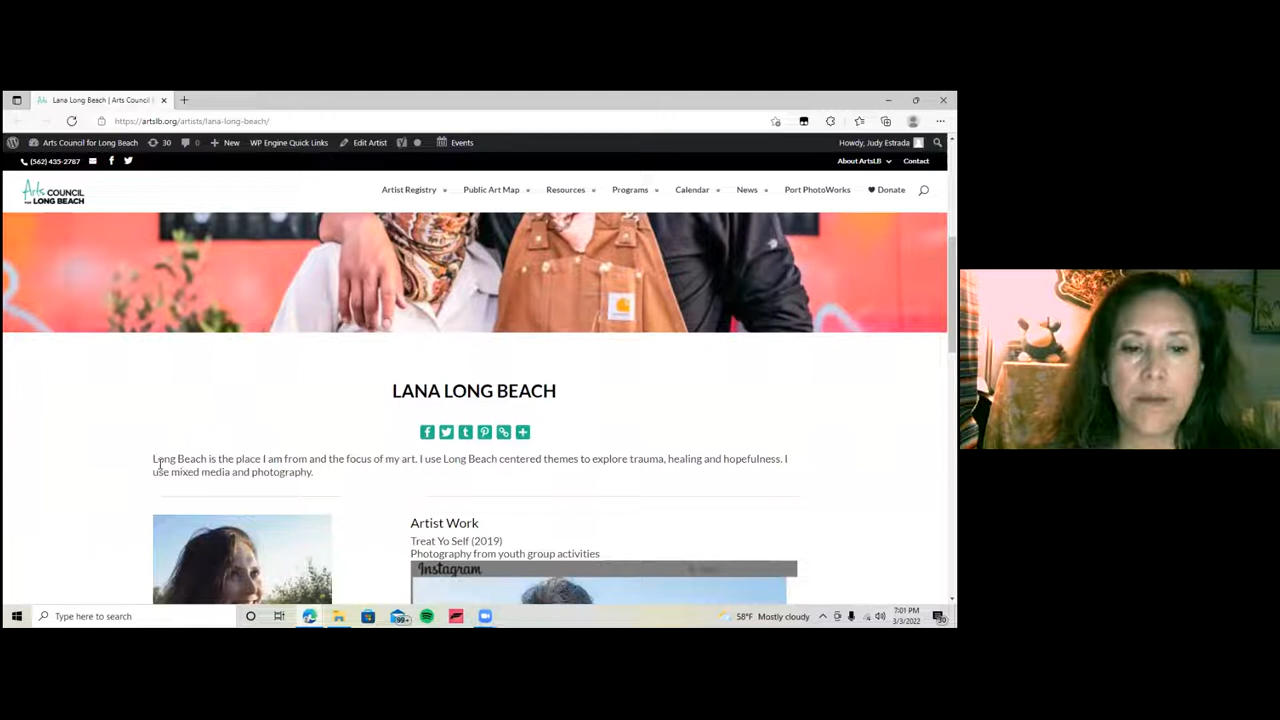 Lana Long Beach | Arts Council
https://artslb.org/artists/lana-long-beach/
Arts Council for Long Beach 30 0 New WP Engine Quick Links Edit Artist Events Howdy, Judy Estrada
(562) 435-2787 About ArtsLB Contact
Arts COUNCIL
FOR LONG BEACH
Artist Registry Public Art Map Resources Programs Calendar News Port PhotoWorks Donate
LANA LONG BEACH
Long Beach is the place I am from and the focus of my art. I use Long Beach centered themes to explore trauma, healing and hopefulness. I
use mixed media and photography.
Artist Work
Treat Yo Self (2019)
Photography from youth group activities
Instagram
Type here to search
99+
58°F Mostly cloudy
7:01 PM
3/3/2022